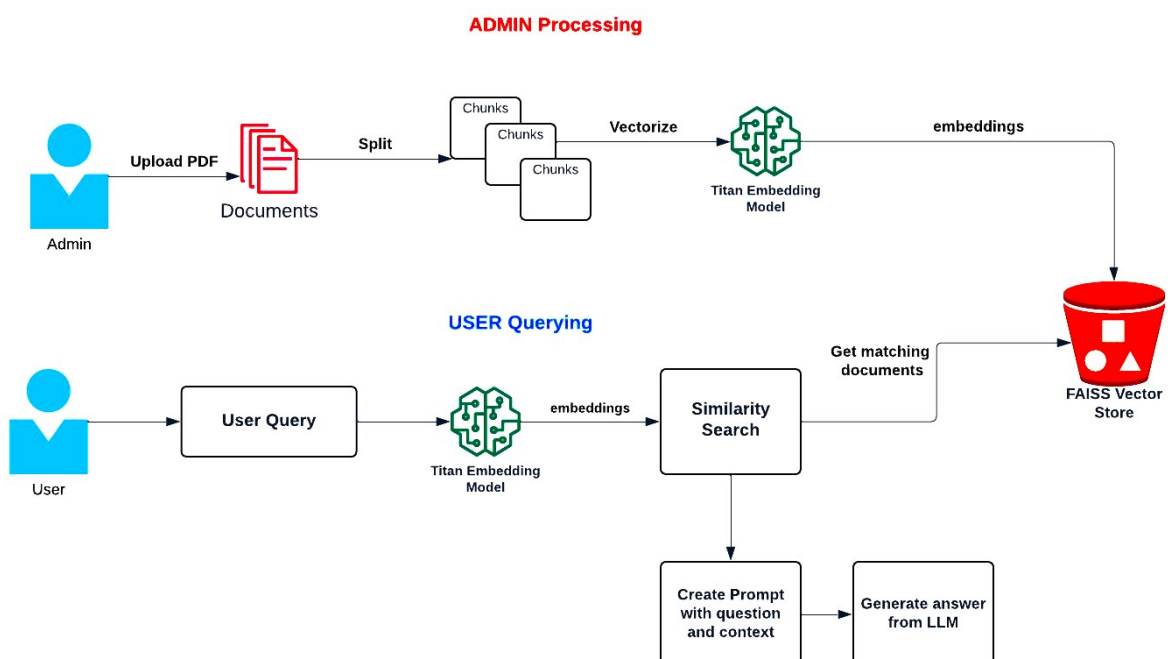 ADMIN Processing
Chunks
Chunks
Chunks
Upload PDF
Split
Vectorize
embeddings
Documents
Titan Embedding
Model
Admin
USER Querying
Get matching
documents
FAISS Vector
Store
User Query
embeddings
Similarity
Search
Titan Embedding
Model
User
Create Prompt
with question
and context
Generate answer
from LLM